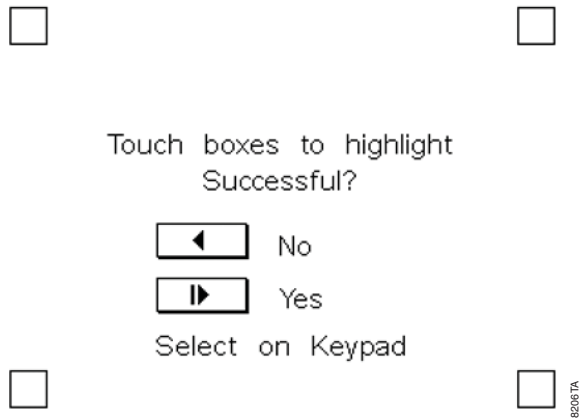 Touch boxes to highlight
Successful?
No
Yes
Select on Keypad
8206TA